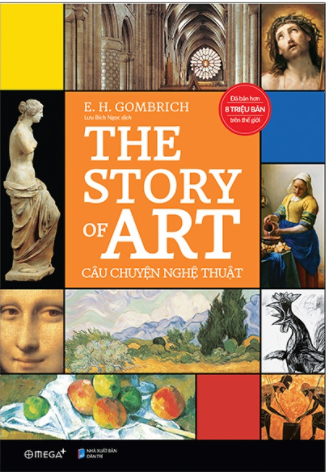 E. H. GOMBRICH
Lưu Bích Ngọc dịch
Đã bán hơn
8 TRIỆU BẢN
trên thế giới
THE
STORY
OF ART
CÂU CHUYỆN NGHỆ THUẬT
OMEGA+
NHÀ XUẤT BẢN
DÂN TRÍ